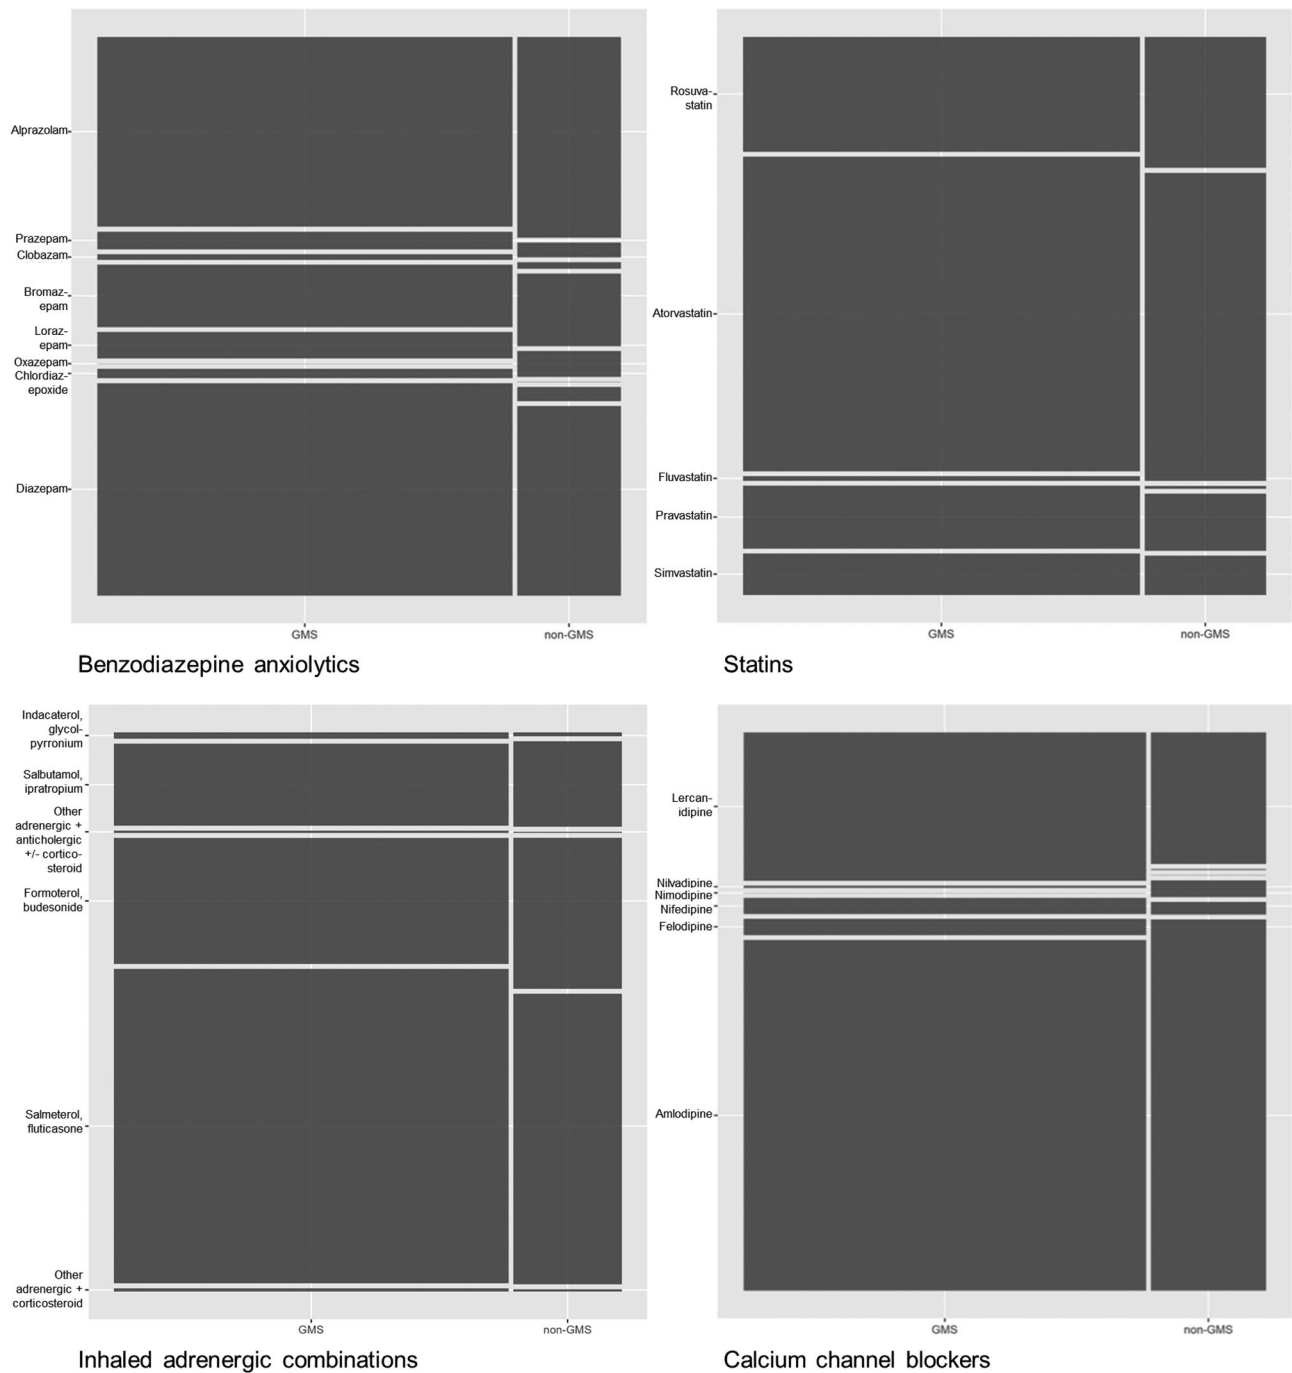 Alprazolam
Prazepam
Clobazam
Bromaz-
epam
Loraz-
epam
Oxazepam
Chlordiaz-
epoxide
Diazepam
GMS
non-GMS
Benzodiazepine anxiolytics
Rosuva-
statin
Atorvastatin
Fluvastatin
Pravastatin
Simvastatin
GMS
non-GMS
Statins
Indacaterol,
glycol-
pyrronium
Salbutamol,
ipratropium
Other
adrenergic +
anticholergic
+/- cortico-
steroid
Formoterol,
budesonide
Salmeterol,
fluticasone
Other
adrenergic +
corticosteroid
GMS
non-GMS
Inhaled adrenergic combinations
Lercan-
idipine
Nilvadipine
Nimodipine
Nifedipine
Felodipine
Amlodipine
GMS
non-GMS
Calcium channel blockers